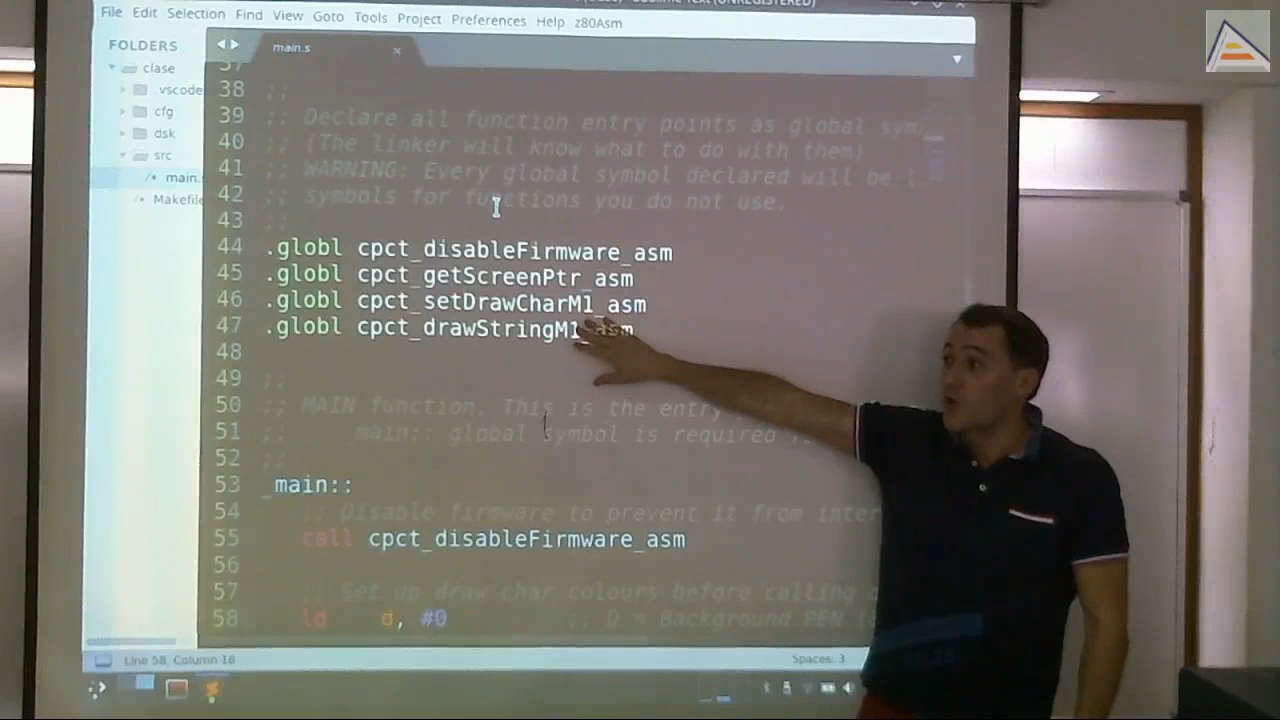 Sublime Text (UNREGISTERED)
File Edit Selection Find View Goto Tools Project Preferences Help z80Asm
FOLDERS
clase
.vscode
cfg
dsk
src
main.
Makefile
main.s
37
38 ;;
39 ;; Declare all function entry points as global
40 ;; (The linker will know what to do with them)
41 ;; WARNING: Every global symbol declared will be
42 ;; symbols for functions you do not use.
43 ;;
44 .globl cpct_disableFirmware_asm
45 .globl cpct_getScreenPtr_asm
46 .globl cpct_setDrawCharM1_asm
47 .globl cpct_drawStringM1_asm
48
49 ;;
50 ;; MAIN function. This is the entry
51 ;; _main:: global symbol is required
52 ;;
53 _main::
54 ;; Disable firmware to prevent it from
55 call cpct_disableFirmware_asm
56
57 ;; Set up draw char colours before calling
58 ld d, #0 ;; D = Background PEN
Line 58, Column 18
Spaces: 3